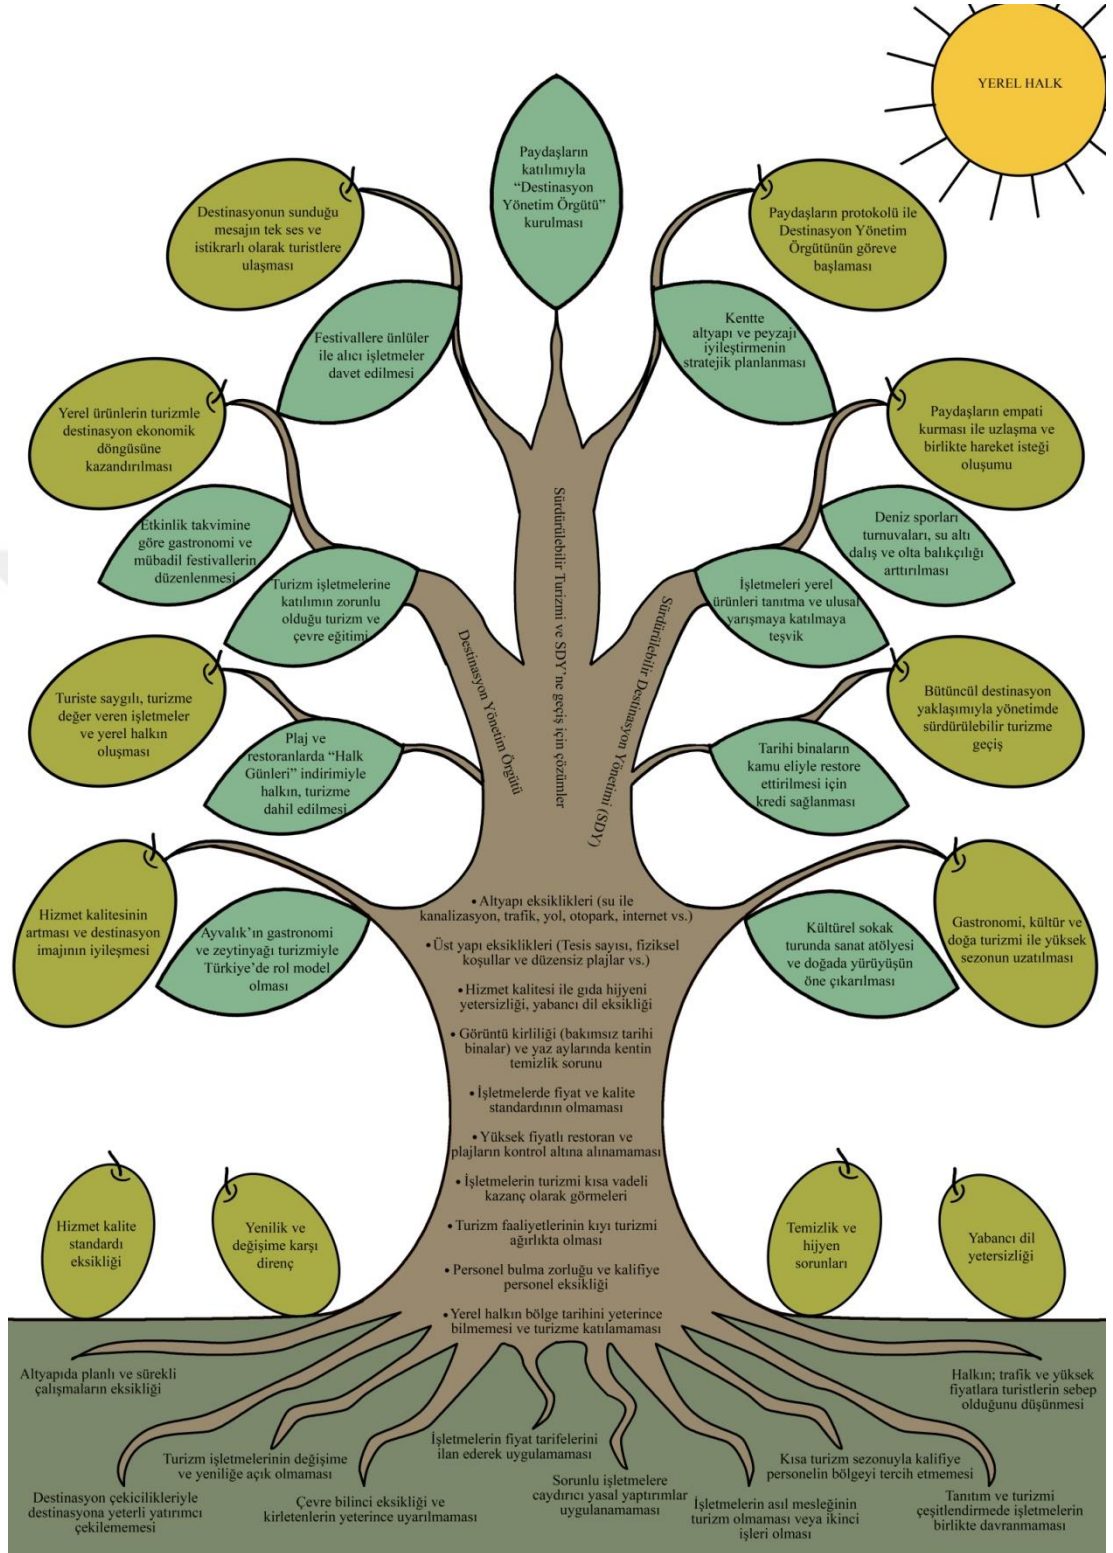 YEREL HALK
Paydaşların
katılımıyla
“Destinasyon
Yönetim Örgütü”
kurulması
Destinasyonun sunduğu
mesajın tek ses ve
istikrarlı olarak turistlere
ulaşması
Paydaşların protokolü ile
Destinasyon Yönetim
Örgütünün göreve
başlaması
Festivallere ünlüler
ile alıcı işletmeler
davet edilmesi
Kentte
altyapı ve peyzajı
iyileştirmenin
stratejik planlanması
Yerel ürünlerin turizmle
destinasyon ekonomik
döngüsüne
kazandırılması
Paydaşların empati
kurması ile uzlaşma ve
birlikte hareket isteği
oluşumu
Etkinlik takvimine
göre gastronomi ve
mübadil festivallerin
düzenlenmesi
Deniz sporları
turnuvaları, su altı
dalış ve olta balıkçılığı
arttırılması
Turizm işletmelerine
katılımın zorunlu
olduğu turizm ve
çevre eğitimi
İşletmeleri yerel
ürünleri tanıtma ve ulusal
yarışmaya katılmaya
teşvik
Destinasyon Yönetim Örgütü
Sürdürülebilir Turizmi ve SDY’ne geçiş için çözümler
Sürdürülebilir Destinasyon Yönetimi (SDY)
Turiste saygılı, turizme
değer veren işletmeler
ve yerel halkın
oluşması
Bütüncül destinasyon
yaklaşımıyla yönetimde
sürdürülebilir turizme
geçiş
Plaj ve
restoranlarda “Halk
Günleri” indirimiyle
halkın, turizme
dahil edilmesi
Tarihi binaların
kamu eliyle restore
ettirilmesi için
kredi sağlanması
Hizmet kalitesinin
artması ve destinasyon
imajının iyileşmesi
Ayvalık’ın gastronomi
ve zeytinyağı turizmiyle
Türkiye’de rol model
olması
Kültürel sokak
turunda sanat atölyesi
ve doğada yürüyüşün
öne çıkarılması
Gastronomi, kültür ve
doğa turizmi ile yüksek
sezonun uzatılması
• Altyapı eksiklikleri (su ile
kanalizasyon, trafik, yol, otopark, internet vs.)
• Üst yapı eksiklikleri (Tesis sayısı, fiziksel
koşullar ve düzensiz plajlar vs.)
• Hizmet kalitesi ile gıda hijyeni
yetersizliği, yabancı dil eksikliği
• Görüntü kirliliği (bakımsız tarihi
binalar) ve yaz aylarında kentin
temizlik sorunu
• İşletmelerde fiyat ve kalite
standardının olmaması
• Yüksek fiyatlı restoran ve
plajların kontrol altına alınamaması
• İşletmelerin turizmi kısa vadeli
kazanç olarak görmeleri
• Turizm faaliyetlerinin kıyı turizmi
ağırlıkta olması
• Personel bulma zorluğu ve kalifiye
personel eksikliği
• Yerel halkın bölge tarihini yeterince
bilmemesi ve turizme katılamaması
Hizmet kalite
standardı
eksikliği
Yenilik ve
değişime karşı
direnç
Temizlik ve
hijyen
sorunları
Yabancı dil
yetersizliği
Altyapıda planlı ve sürekli
çalışmaların eksikliği
Halkın; trafik ve yüksek
fiyatlara turistlerin sebep
olduğunu düşünmesi
Turizm işletmelerinin değişime
ve yeniliğe açık olmaması
İşletmelerin fiyat tarifelerini
ilan ederek uygulamaması
Kısa turizm sezonuyla kalifiye
personelin bölgeyi tercih etmemesi
Destinasyon çekicilikleriyle
destinasyona yeterli yatırımcı
çekilememesi
Çevre bilinci eksikliği ve
kirletenlerin yeterince uyarılmaması
Sorunlu işletmelere
caydırıcı yasal yaptırımlar
uygulanamaması
İşletmelerin asıl mesleğinin
turizm olmaması veya ikinci
işleri olması
Tanıtım ve turizmi
çeşitlendirmede işletmelerin
birlikte davranmaması